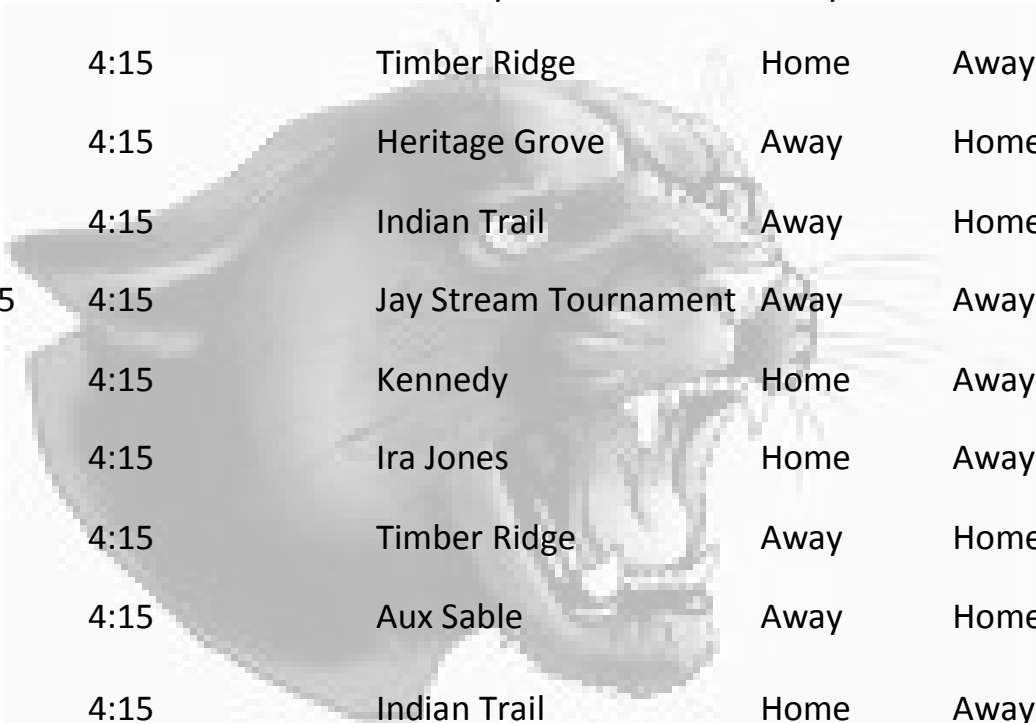 4:15 Timber Ridge Home Away
4:15 Heritage Grove Away Home
4:15 Indian Trail Away Home
5 4:15 Jay Stream Tournament Away Away
4:15 Kennedy Home Away
4:15 Ira Jones Home Away
4:15 Timber Ridge Away Home
4:15 Aux Sable Away Home
4:15 Indian Trail Home Away